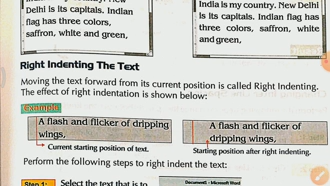 Delhi is its capitals. Indian
flag has three colors,
saffron, white and green,
India is my country. New Delhi
is its capitals. Indian flag
has three colors, saffron, white
and green,
Right Indenting The Text
Moving the text forward from its current position is called Right Indenting.
The effect of right indentation is shown below:
Example
A flash and flicker of dripping
wings,
Current starting position of text.
A flash and flicker of
dripping wings,
Starting position after right indenting.
Perform the following steps to right indent the text:
Step 1:
Select the text that is to
Document1 - Microsoft Word